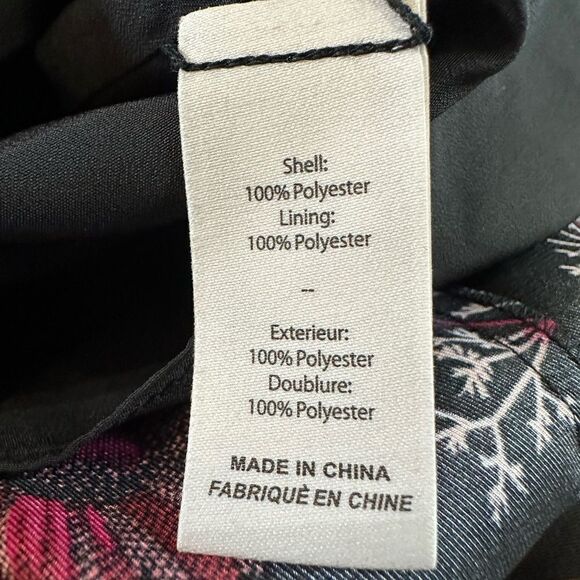 Shell:
100% Polyester
Lining:
100% Polyester
--
Exterieur:
100% Polyester
Doublure:
100% Polyester
MADE IN CHINA
FABRIQUÈ EN CHINE